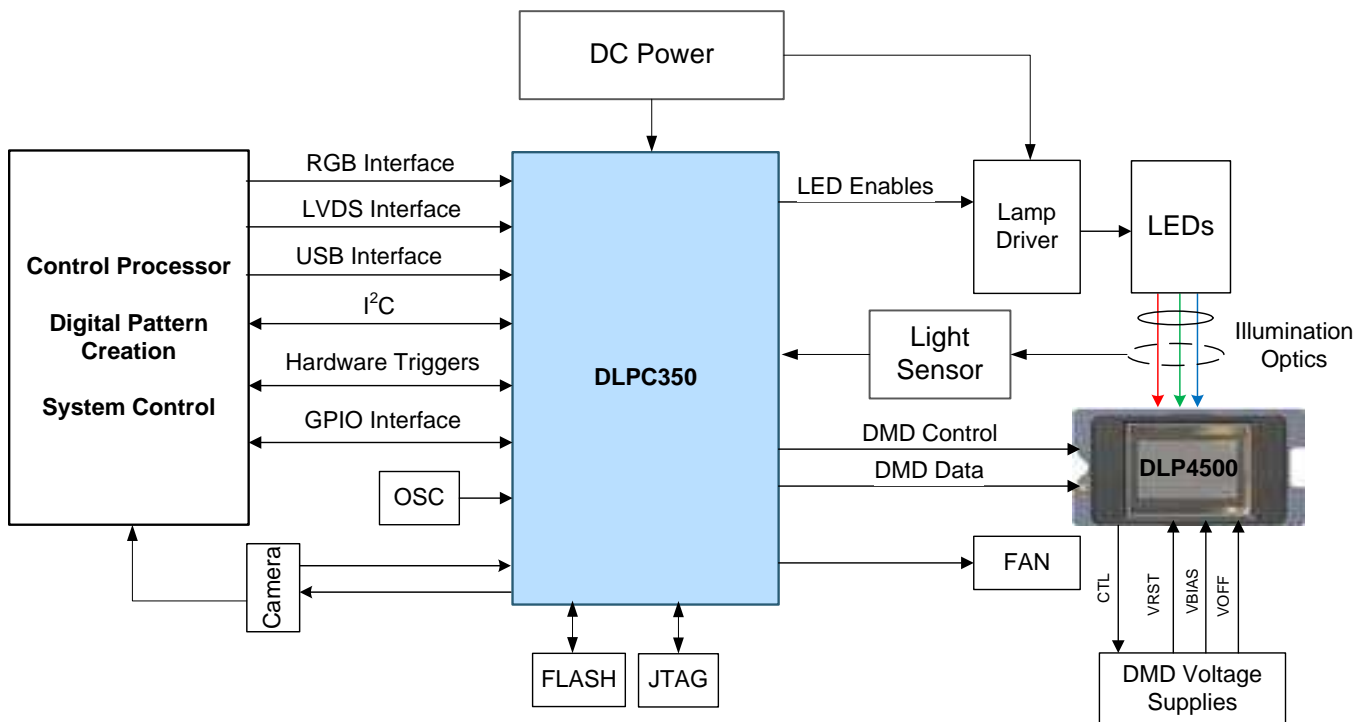 DC Power
RGB Interface
LVDS Interface
USB Interface
I²C
Hardware Triggers
GPIO Interface
Control Processor
Digital Pattern
Creation
System Control
OSC
Camera
DLPC350
FLASH
JTAG
LED Enables
Lamp
Driver
LEDs
Light
Sensor
Illumination
Optics
DMD Control
DMD Data
DLP4500
FAN
CTL
VRST
VBIAS
VOFF
DMD Voltage
Supplies